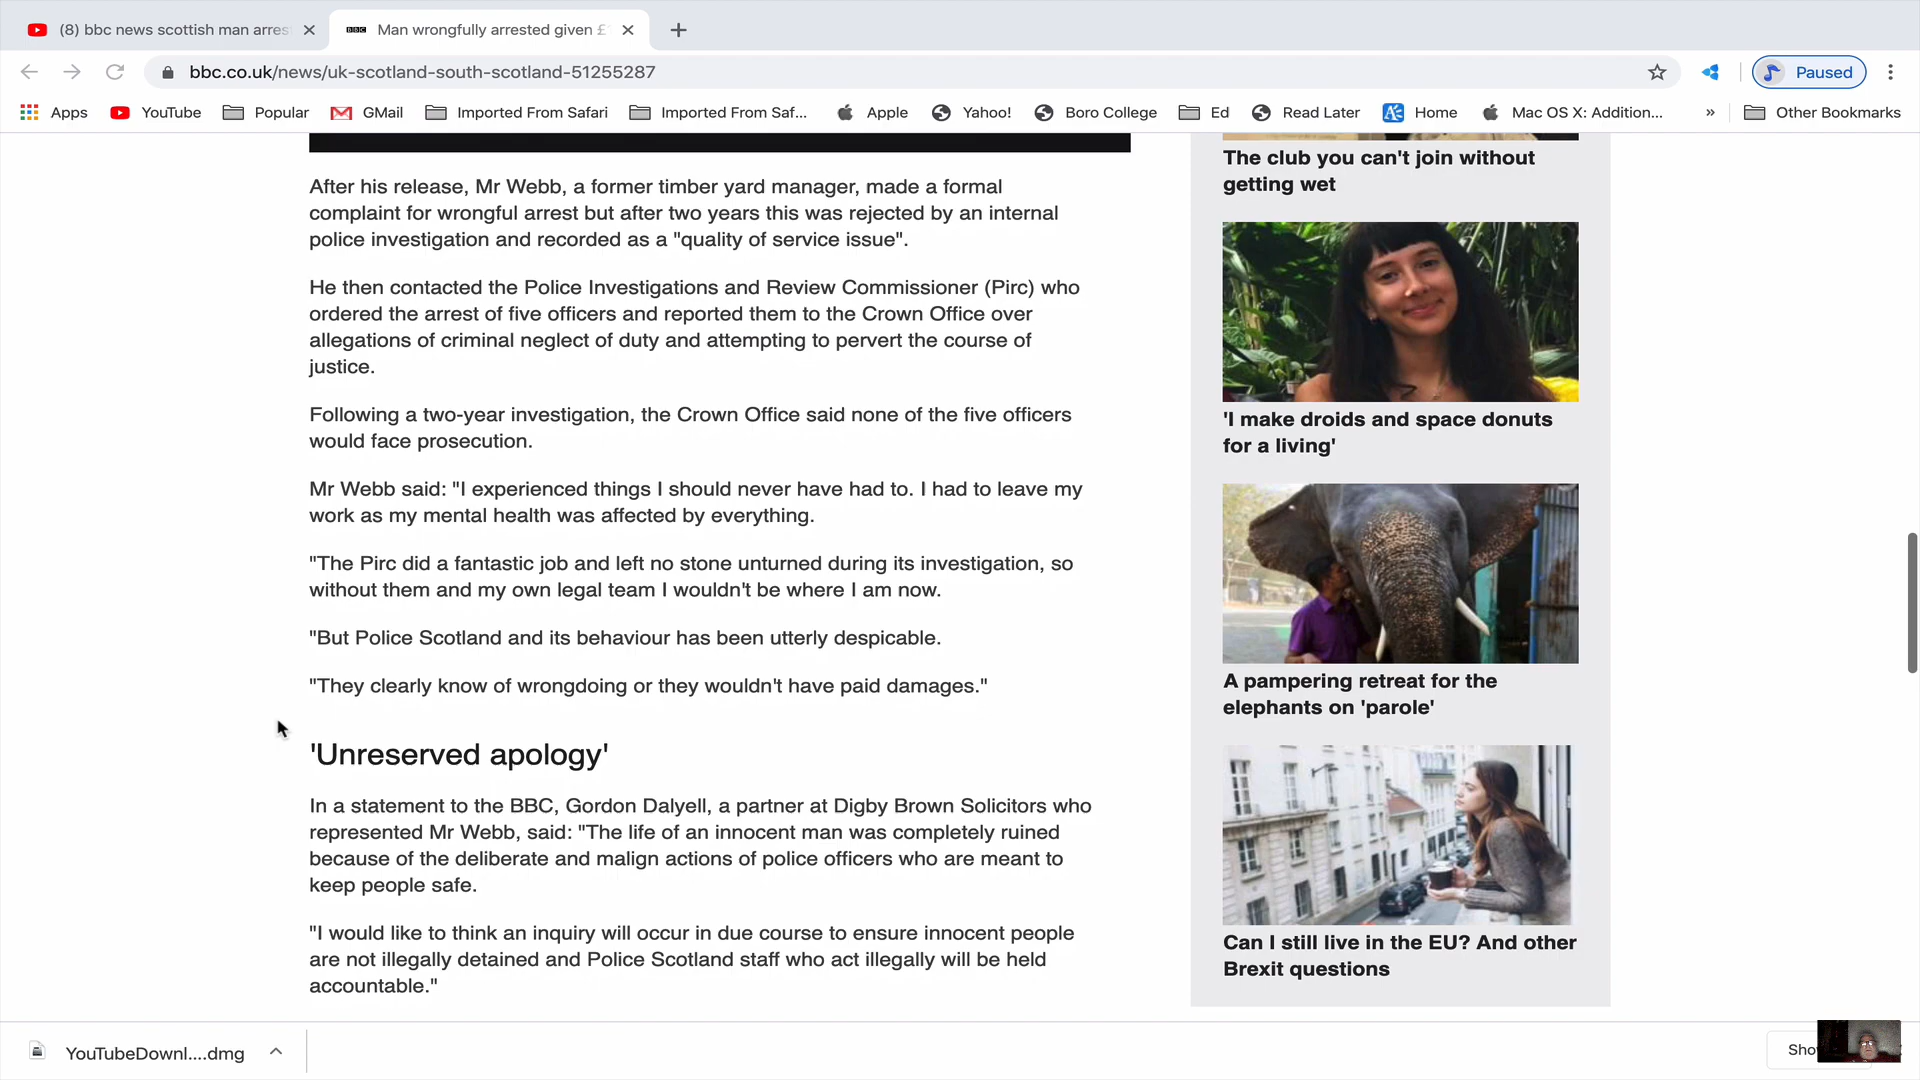 (8) bbc news scottish man arres
BBC Man wrongfully arrested given £
bbc.co.uk/news/uk-scotland-south-scotland-51255287
Paused
Apps YouTube Popular GMail Imported From Safari Imported From Saf... Apple Yahoo! Boro College Ed Read Later Home Mac OS X: Addition... » Other Bookmarks
After his release, Mr Webb, a former timber yard manager, made a formal
complaint for wrongful arrest but after two years this was rejected by an internal
police investigation and recorded as a "quality of service issue".
He then contacted the Police Investigations and Review Commissioner (Pirc) who
ordered the arrest of five officers and reported them to the Crown Office over
allegations of criminal neglect of duty and attempting to pervert the course of
justice.
Following a two-year investigation, the Crown Office said none of the five officers
would face prosecution.
Mr Webb said: "I experienced things I should never have had to. I had to leave my
work as my mental health was affected by everything.
"The Pirc did a fantastic job and left no stone unturned during its investigation, so
without them and my own legal team I wouldn't be where I am now.
"But Police Scotland and its behaviour has been utterly despicable.
"They clearly know of wrongdoing or they wouldn't have paid damages."
'Unreserved apology'
In a statement to the BBC, Gordon Dalyell, a partner at Digby Brown Solicitors who
represented Mr Webb, said: "The life of an innocent man was completely ruined
because of the deliberate and malign actions of police officers who are meant to
keep people safe.
"I would like to think an inquiry will occur in due course to ensure innocent people
are not illegally detained and Police Scotland staff who act illegally will be held
accountable."
The club you can't join without
getting wet
'I make droids and space donuts
for a living'
A pampering retreat for the
elephants on 'parole'
Can I still live in the EU? And other
Brexit questions
YouTubeDownl....dmg